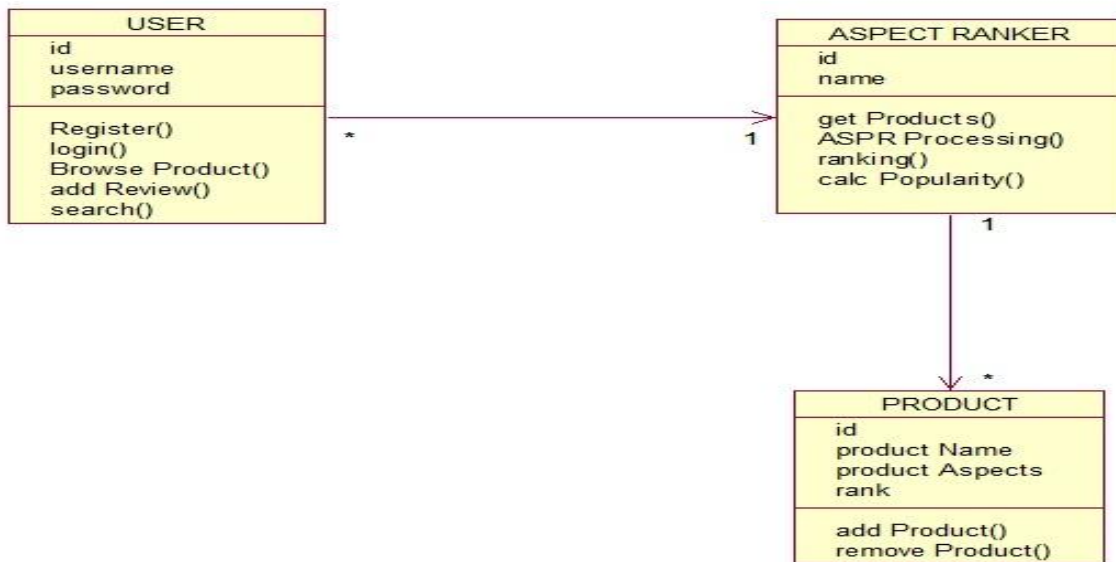 USER
id
username
password
Register()
login()
Browse Product()
add Review()
search()
*
1
ASPECT RANKER
id
name
get Products()
ASPR Processing()
ranking()
calc Popularity()
1
*
PRODUCT
id
product Name
product Aspects
rank
add Product()
remove Product()